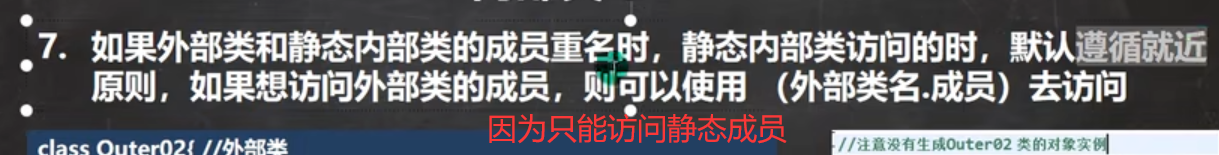 7. 如果外部类和静态内部类的成员重名时，静态内部类访问的时，默认遵循就近
原则，如果想访问外部类的成员，则可以使用 （外部类名.成员）去访问
因为只能访问静态成员
class Outer02{ //外部类
//注意没有生成Outer02 类的对象实例